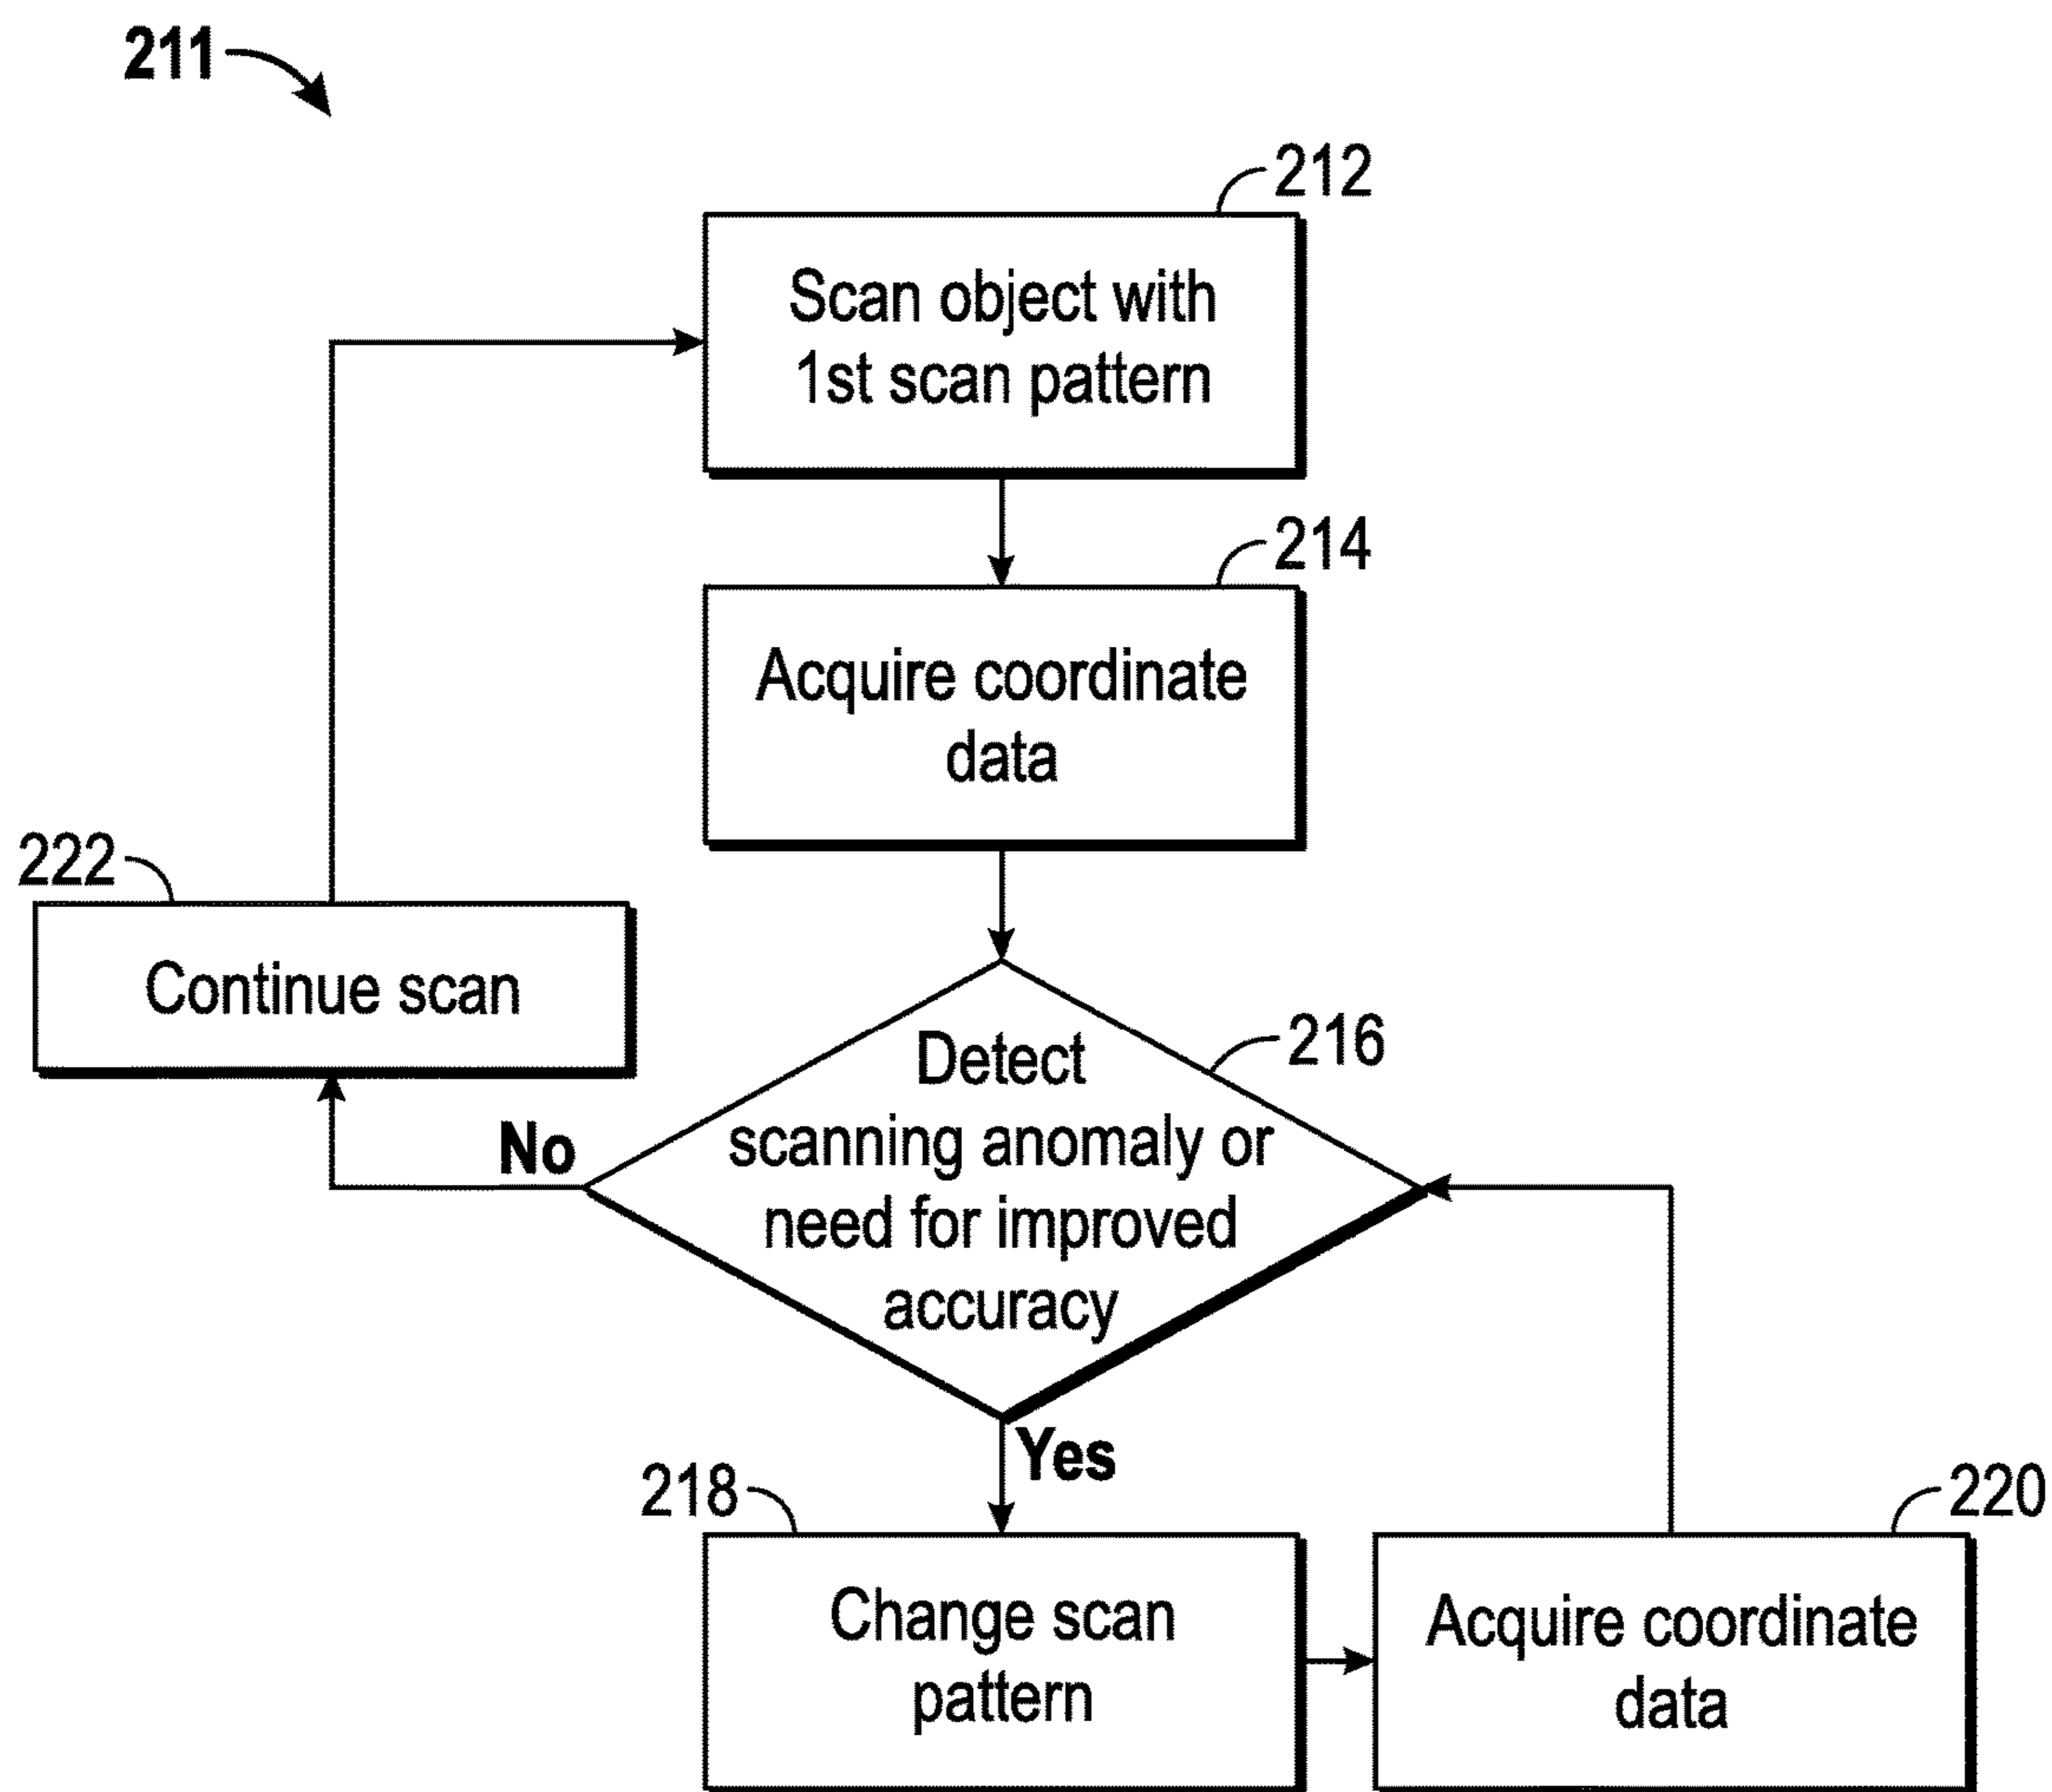 211
212
Scan object with
1st scan pattern
214
Acquire coordinate
data
222
Continue scan
216
Detect
scanning anomaly or
need for improved
accuracy
No
Yes
218
Change scan
pattern
220
Acquire coordinate
data